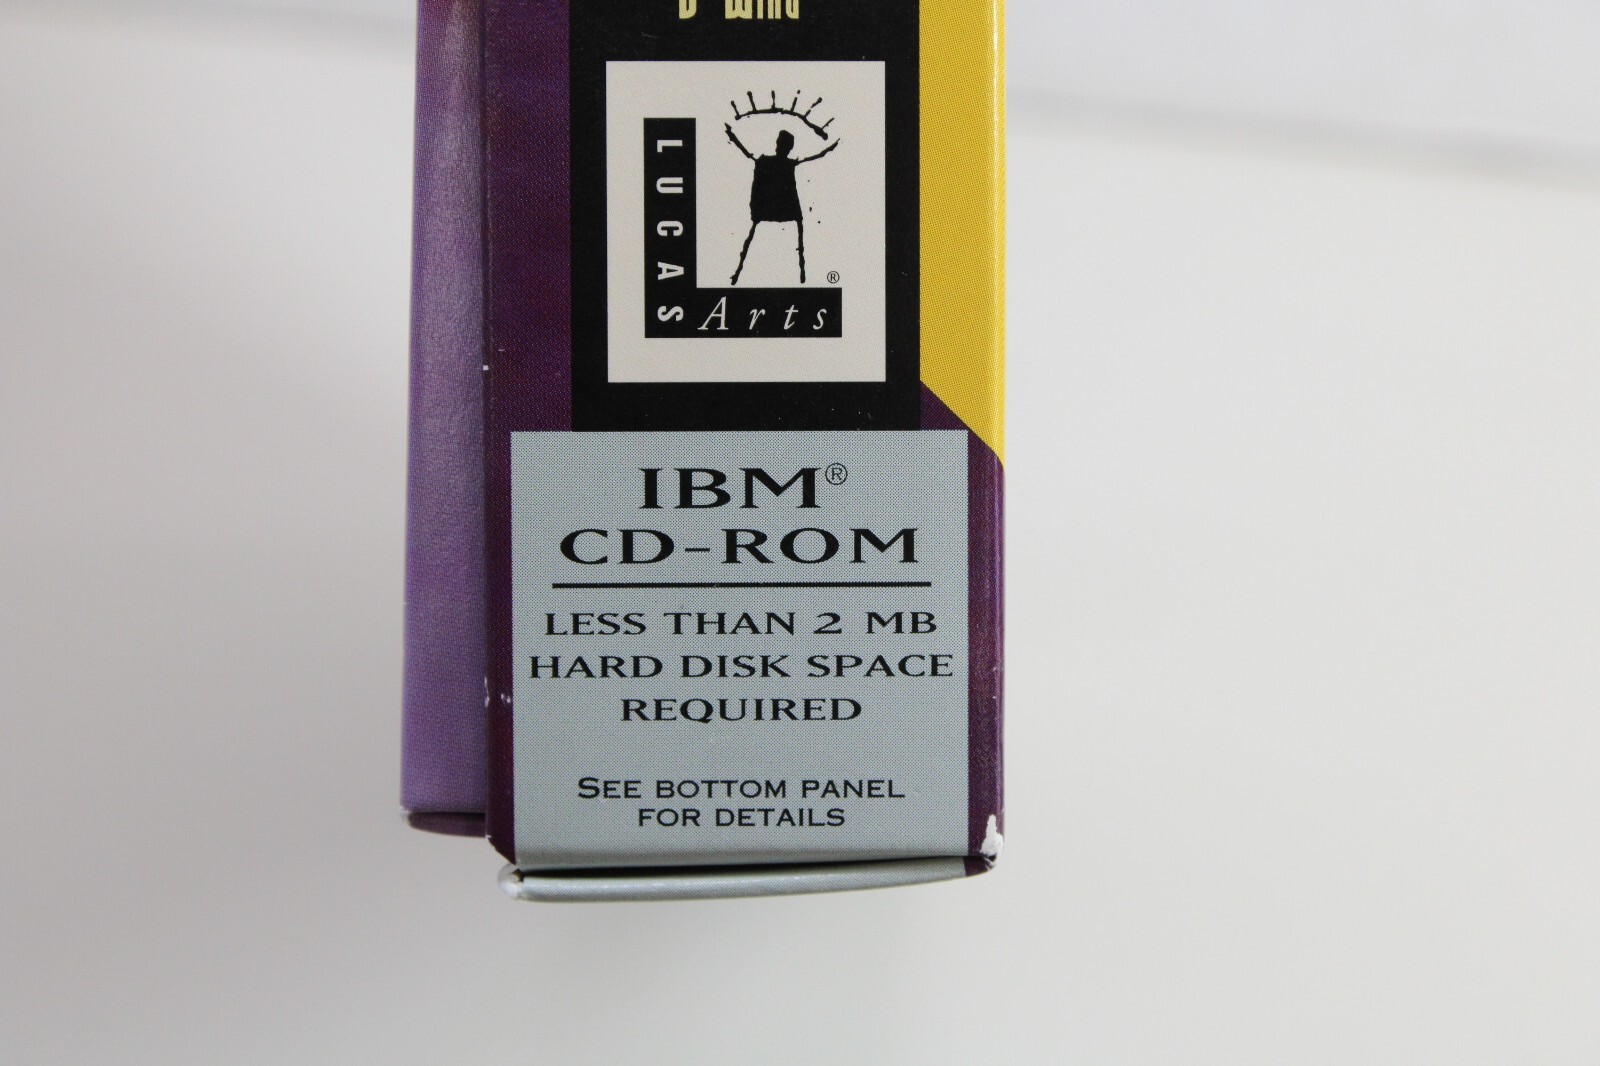 LUCAS
Arts ®
IBM®
CD-ROM
LESS THAN 2 MB
HARD DISK SPACE
REQUIRED
SEE BOTTOM PANEL
FOR DETAILS